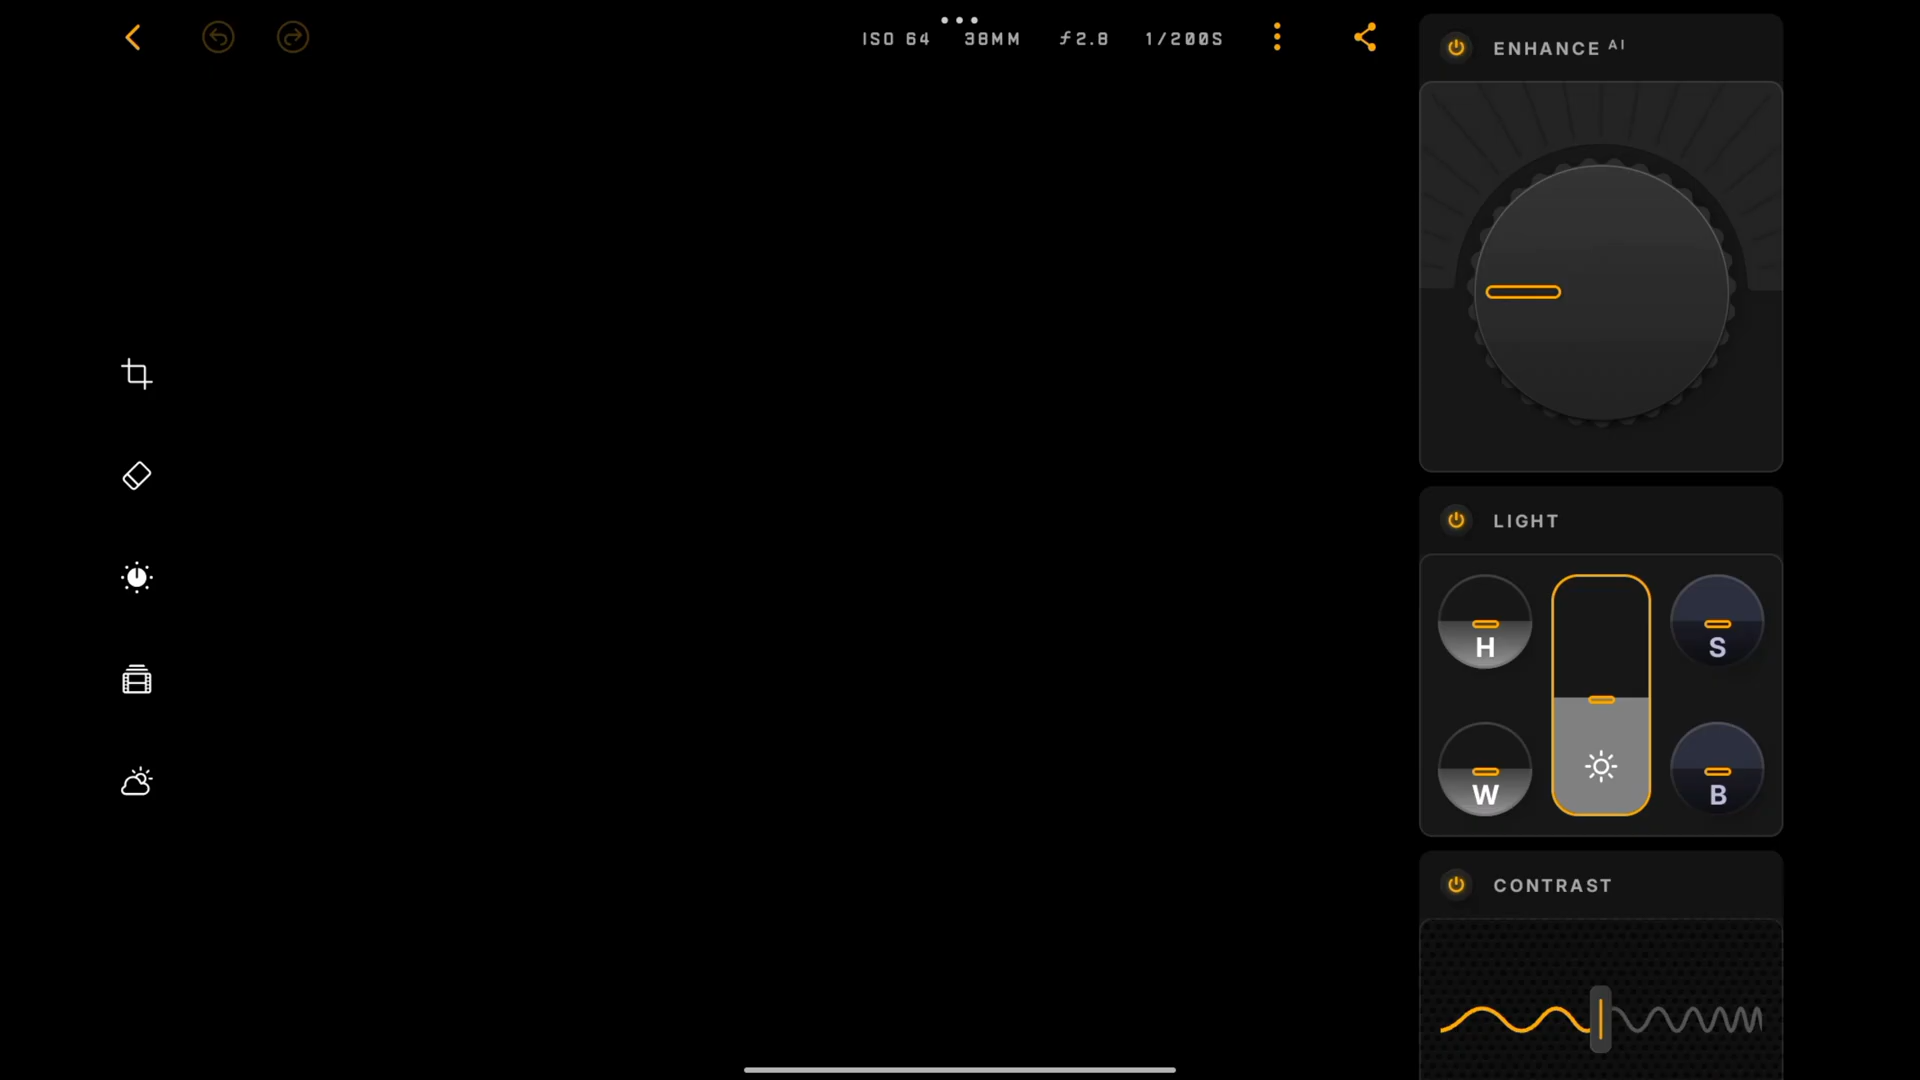 ISO 64 38MM ƒ2.8 1/200S
ENHANCE AI
LIGHT
H
S
W
B
CONTRAST